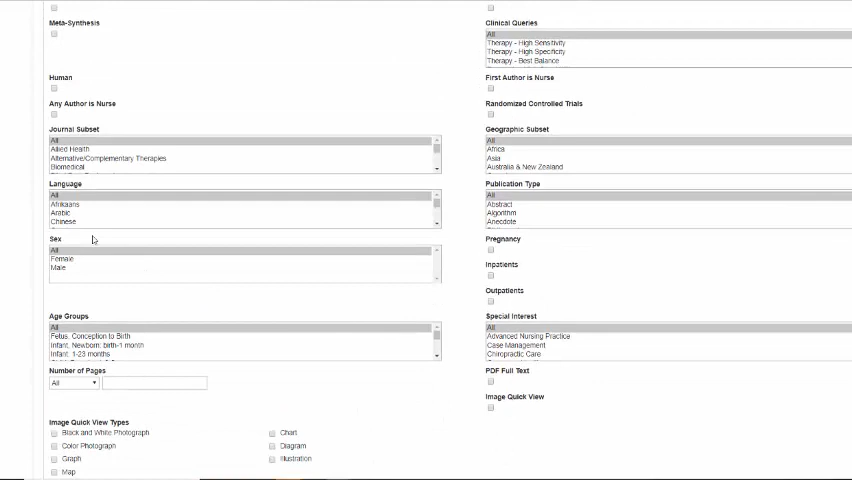 Meta-Synthesis
Clinical Queries
All
Therapy - High Sensitivity
Therapy - High Specificity
Therapy - Best Balance
Human
First Author is Nurse
Any Author is Nurse
Randomized Controlled Trials
Journal Subset
All
Allied Health
Alternative/Complementary Therapies
Biomedical
Geographic Subset
All
Africa
Asia
Australia & New Zealand
Language
All
Afrikaans
Arabic
Chinese
Publication Type
All
Abstract
Algorithm
Anecdote
Sex
All
Female
Male
Pregnancy
Inpatients
Outpatients
Age Groups
All
Fetus, Conception to Birth
Infant, Newborn: birth-1 month
Infant: 1-23 months
Special Interest
All
Advanced Nursing Practice
Case Management
Chiropractic Care
Number of Pages
All
PDF Full Text
Image Quick View
Image Quick View Types
Black and White Photograph
Chart
Color Photograph
Diagram
Graph
Illustration
Map